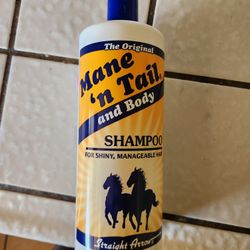 The Original
Mane
'n Tail
and Body
SHAMPOO
FOR SHINY, MANAGEABLE HAIR
Straight Arrow